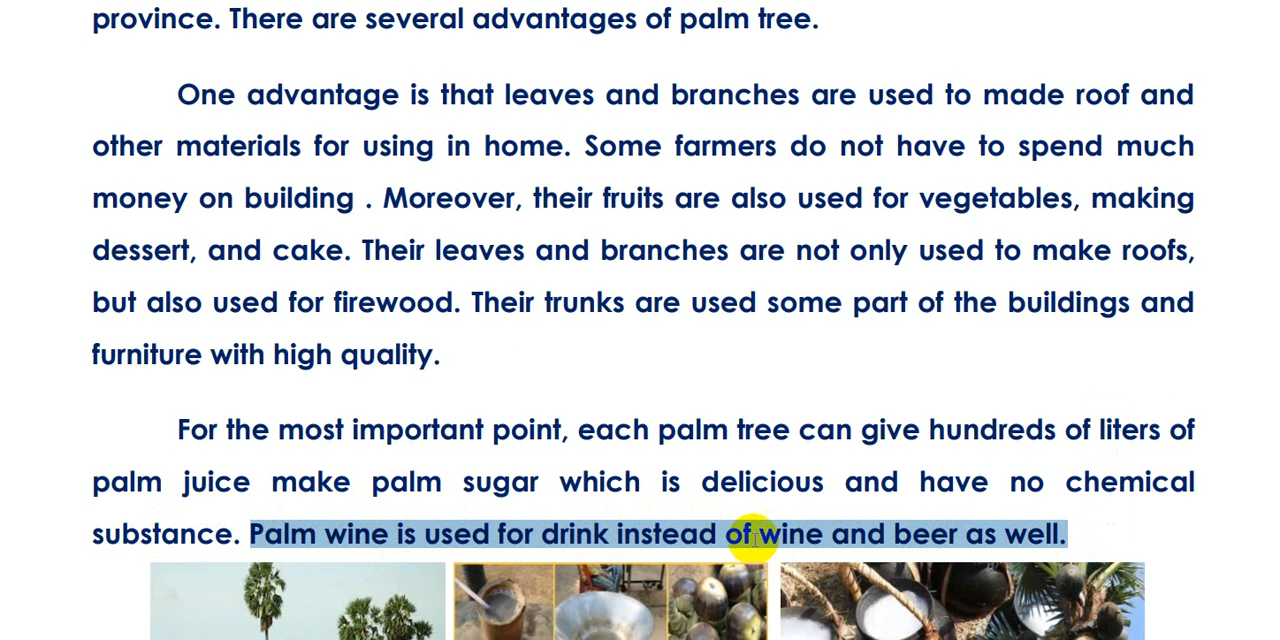 province. There are several advantages of palm tree.
One advantage is that leaves and branches are used to made roof and
other materials for using in home. Some farmers do not have to spend much
money on building . Moreover, their fruits are also used for vegetables, making
dessert, and cake. Their leaves and branches are not only used to make roofs,
but also used for firewood. Their trunks are used some part of the buildings and
furniture with high quality.
For the most important point, each palm tree can give hundreds of liters of
palm juice make palm sugar which is delicious and have no chemical
substance. Palm wine is used for drink instead of wine and beer as well.